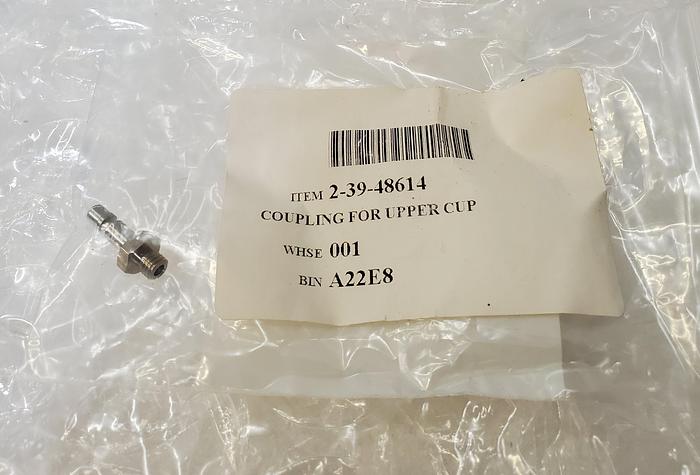 ITEM 2-39-48614
COUPLING FOR UPPER CUP
WHSE 001
BIN A22E8